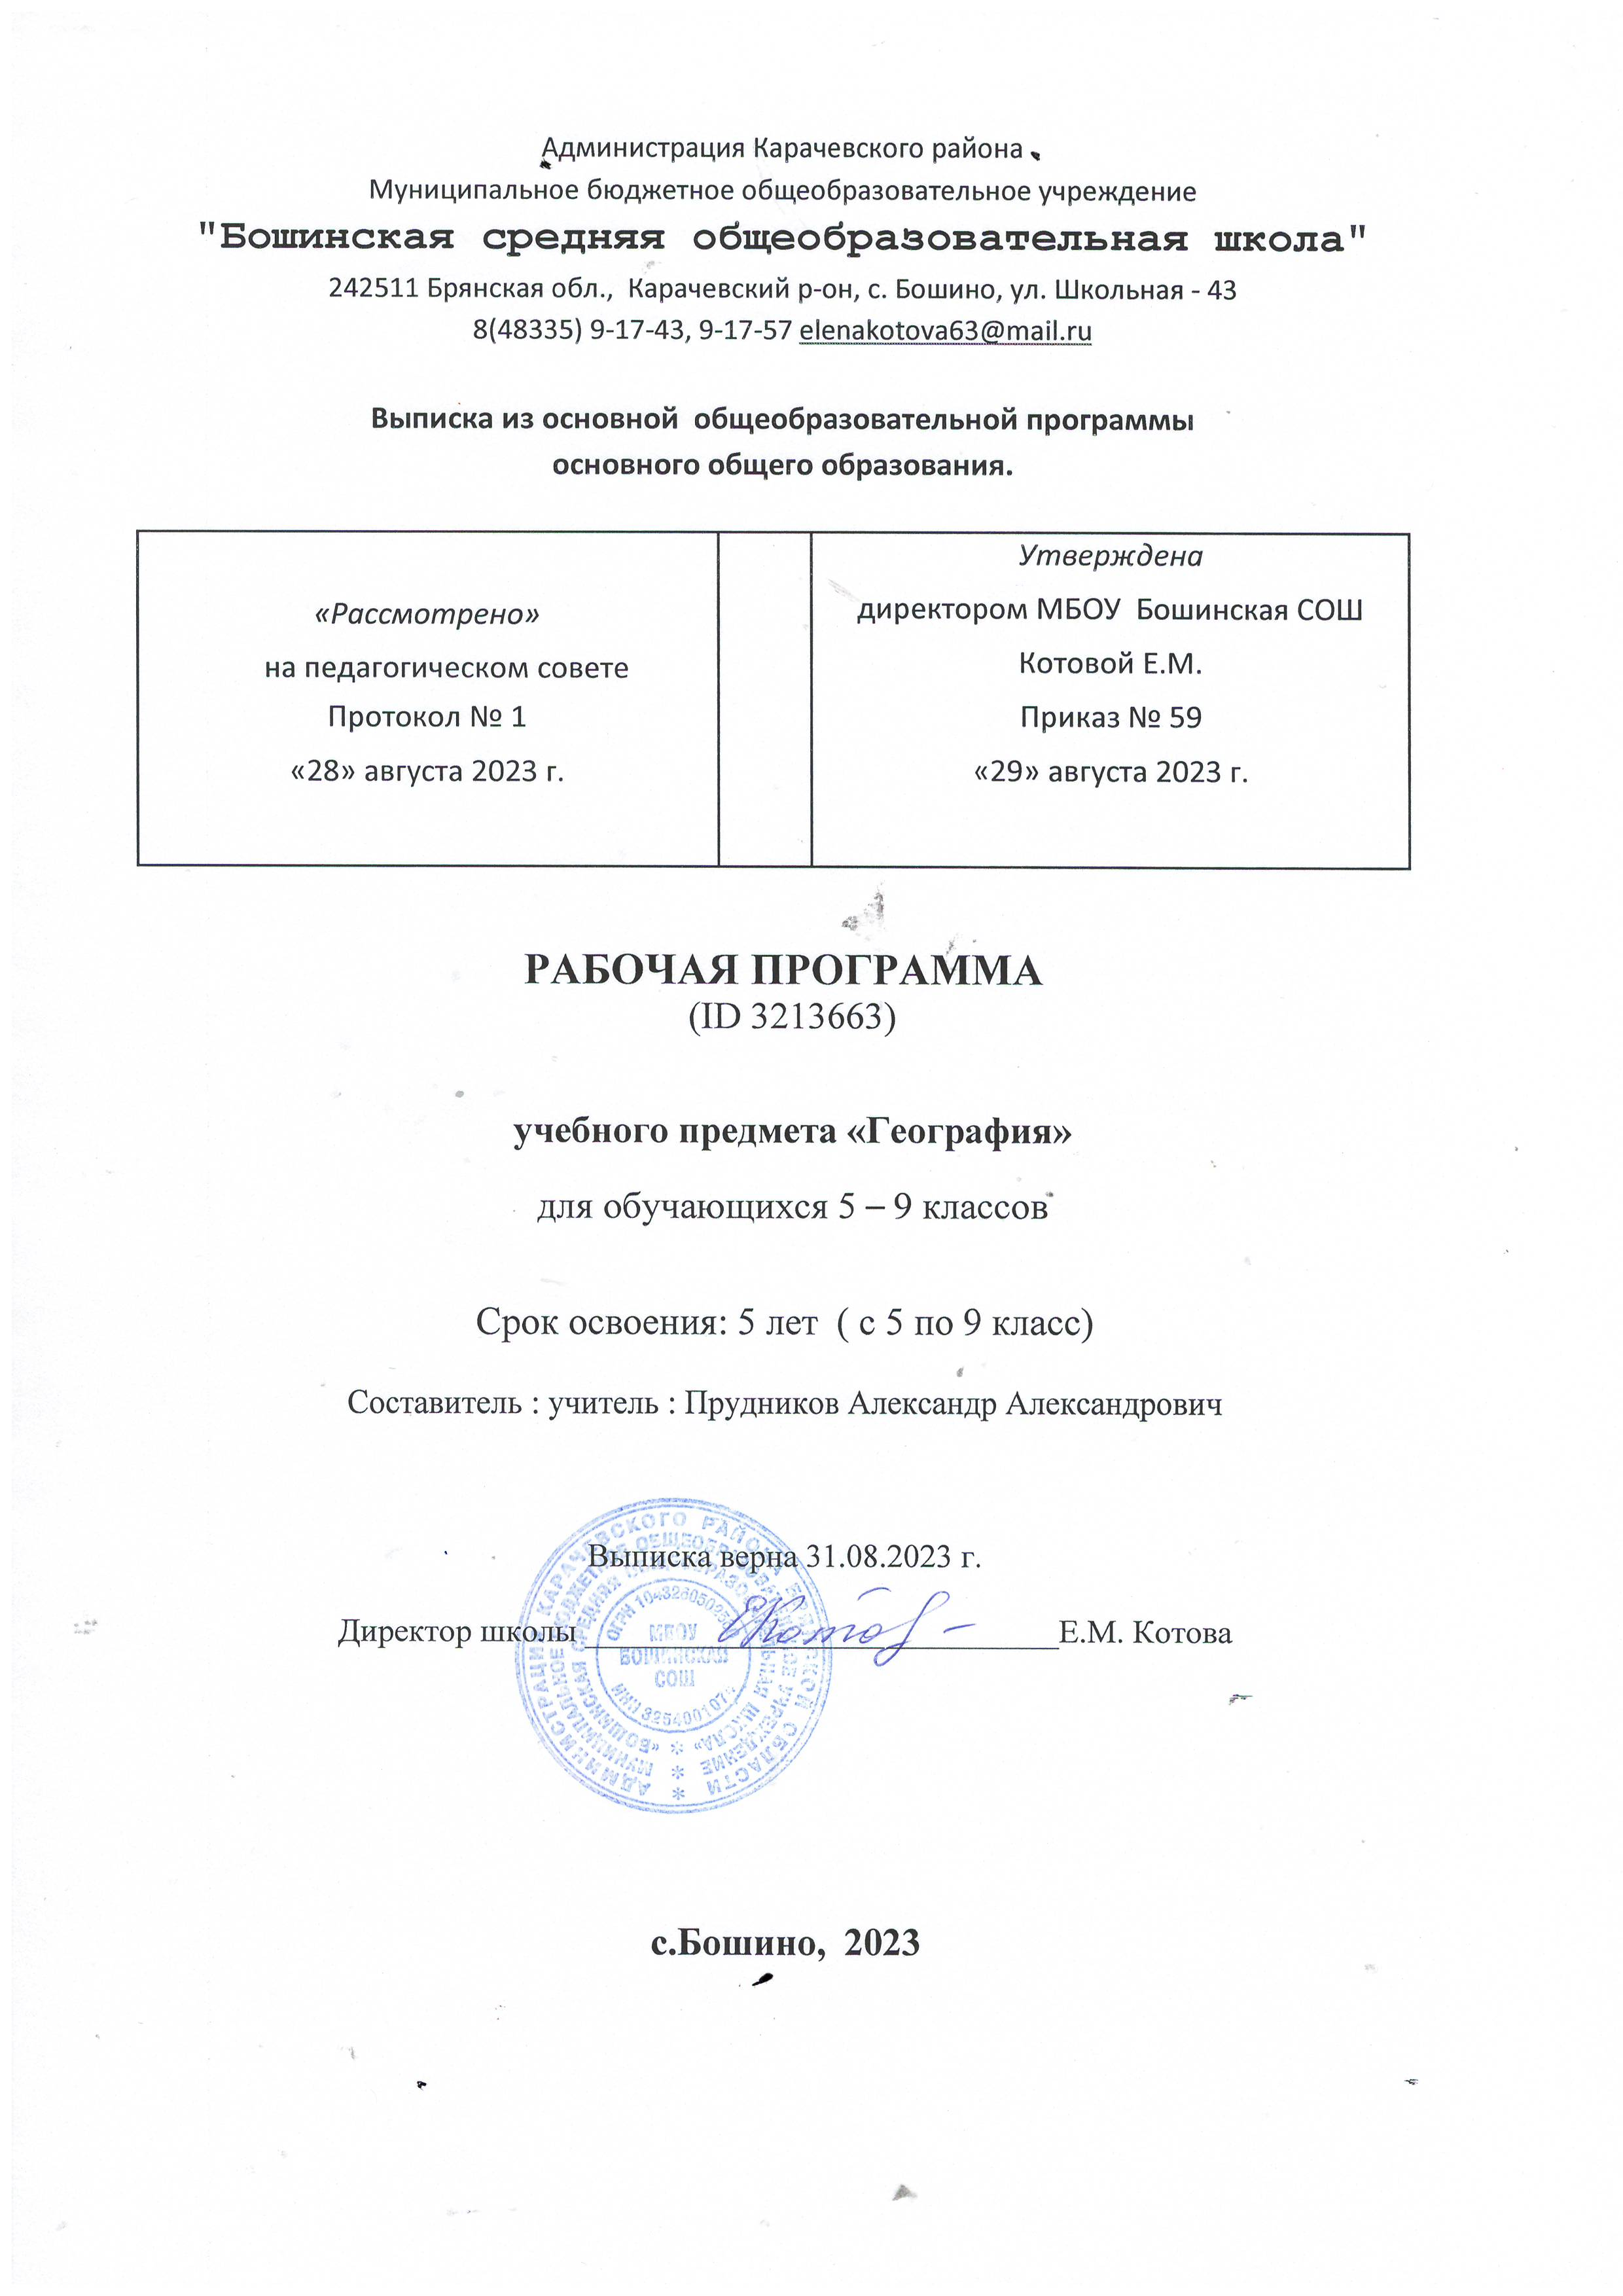 Администрация Карачевского района
Муниципальное бюджетное общеобразовательное учреждение
"Бошинская средняя общеобразовательная школа"
242511 Брянская обл., Карачевский р-он, с. Бошино, ул. Школьная - 43
8(48335) 9-17-43, 9-17-57 elenakotova63@mail.ru
Выписка из основной общеобразовательной программы
основного общего образования.
«Рассмотрено»
на педагогическом совете
Протокол № 1
«28» августа 2023 г.
Утверждена
директором МБОУ Бошинская СОШ
Котовой Е.М.
Приказ № 59
«29» августа 2023 г.
РАБОЧАЯ ПРОГРАММА
(ID 3213663)
учебного предмета «География»
для обучающихся 5 – 9 классов
Срок освоения: 5 лет ( с 5 по 9 класс)
Составитель : учитель : Прудников Александр Александрович
Выписка верна 31.08.2023 г.
Директор школы Е.М. Котова
МБОУ
БОШИНСКАЯ
СОШ
с.Бошино, 2023